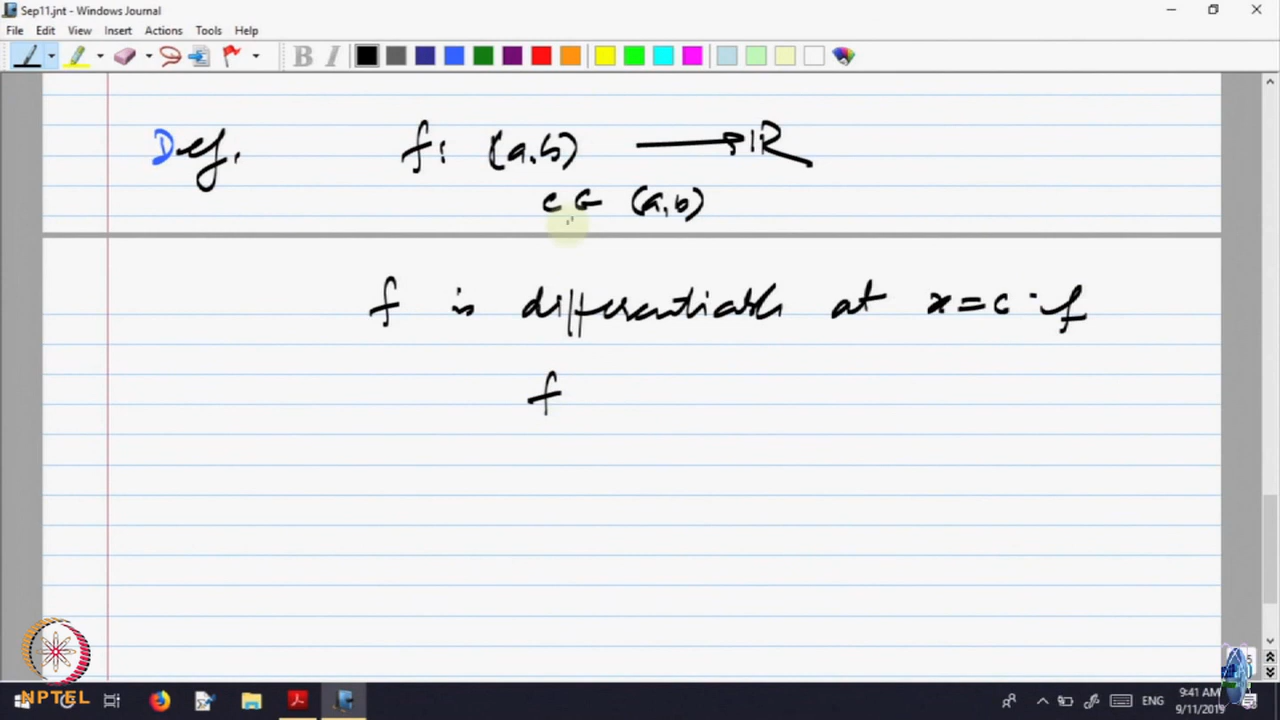 Sep11.jnt - Windows Journal
File Edit View Insert Actions Tools Help
B I
Def. f: (a,b) → IR
c ∈ (a,b)
f is differentiable at x=c if
f
NPTEL
ENG
9:41 AM
9/11/2019